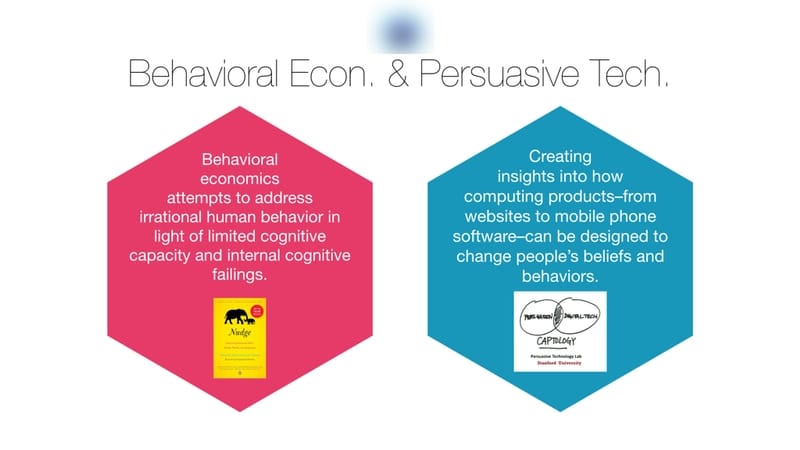 Behavioral Econ. & Persuasive Tech.
Behavioral
economics
attempts to address
irrational human behavior in
light of limited cognitive
capacity and internal cognitive
failings.
Nudge
Creating
insights into how
computing products–from
websites to mobile phone
software–can be designed to
change people's beliefs and
behaviors.
PERSUASION
DIGITAL TECH
CAPTOLOGY
Persuasive Technology Lab
Stanford University